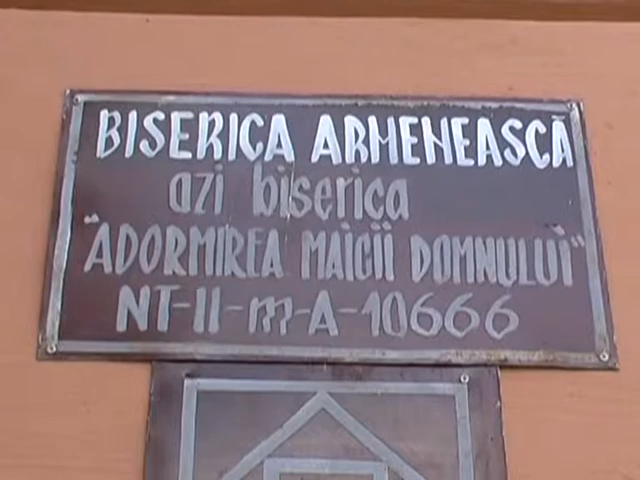 BISERICA ARMENEASCĂ
azi biserica
"ADORMIREA MAICII DOMNULUI"
NT-II-m-A-10666